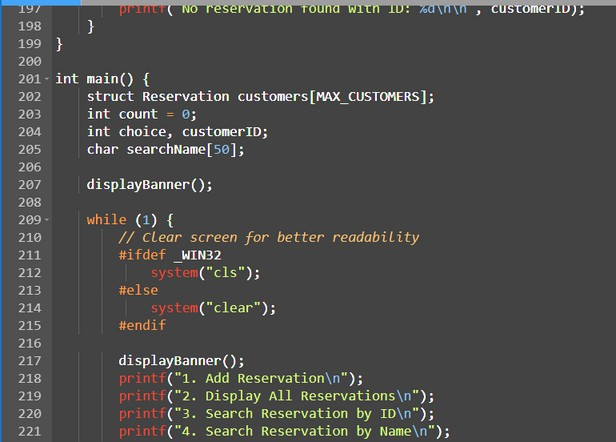 197 printf("No reservation found with ID: %d\n\n", customerID);
198 }
199 }
200
201 int main() {
202 struct Reservation customers[MAX_CUSTOMERS];
203 int count = 0;
204 int choice, customerID;
205 char searchName[50];
206
207 displayBanner();
208
209 while (1) {
210 // Clear screen for better readability
211 #ifdef _WIN32
212 system("cls");
213 #else
214 system("clear");
215 #endif
216
217 displayBanner();
218 printf("1. Add Reservation\n");
219 printf("2. Display All Reservations\n");
220 printf("3. Search Reservation by ID\n");
221 printf("4. Search Reservation by Name\n");